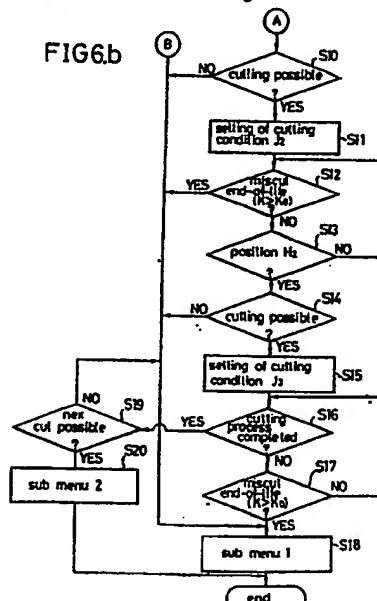 FIG6.b
B
A
S10
NO
cutting possible
?
YES
setting of cutting
condition J2
S11
S12
YES
miscut
end-of-life
(K>K0)
?
NO
S13
position H2
NO
?
YES
S14
NO
cutting possible
?
YES
setting of cutting
condition J3
S15
NO
S19
nex
cut possible
?
YES
S20
sub menu 2
S16
YES
cutting
process
completed
?
NO
S17
miscut
end-of-life
(K>K0)
NO
?
YES
sub menu 1
S18
end